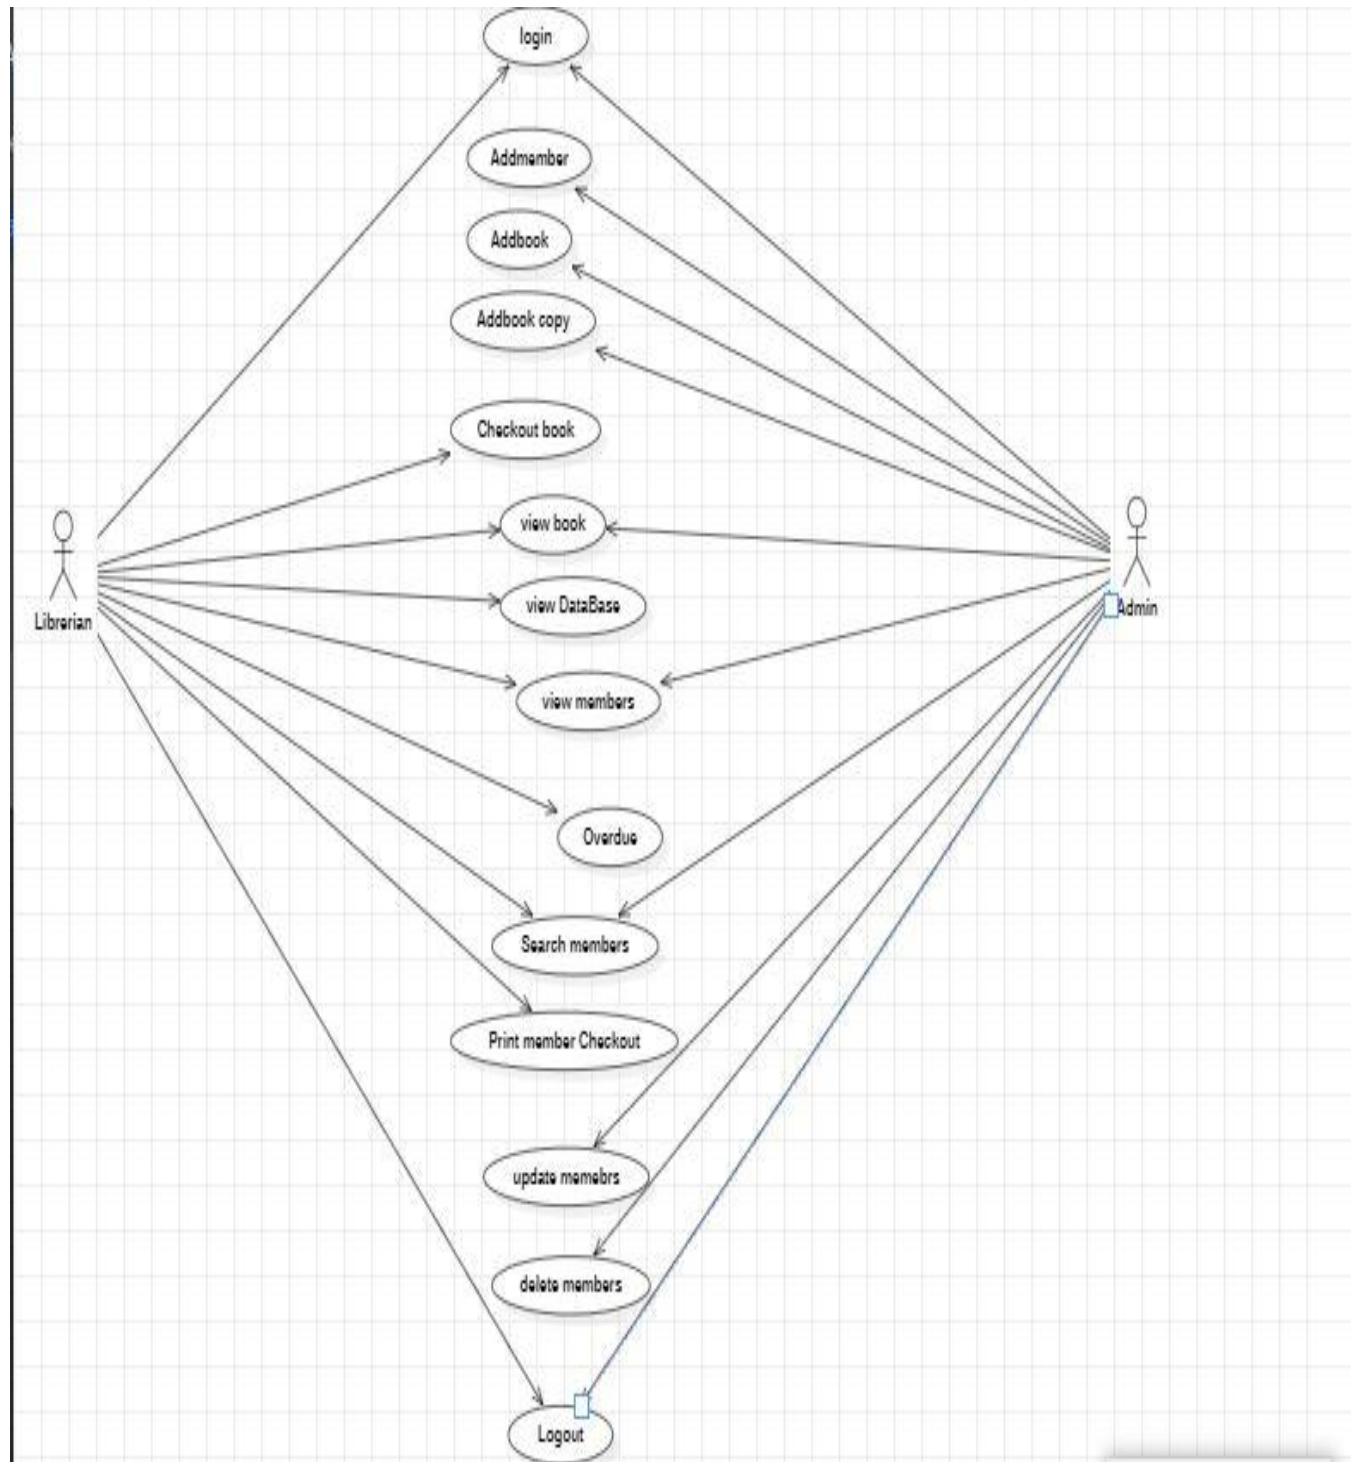 login
Addmember
Addbook
Addbook copy
Checkout book
view book
view DataBase
Librerian
Admin
view members
Overdue
Search members
Print member Checkout
update memebrs
delete members
Logout